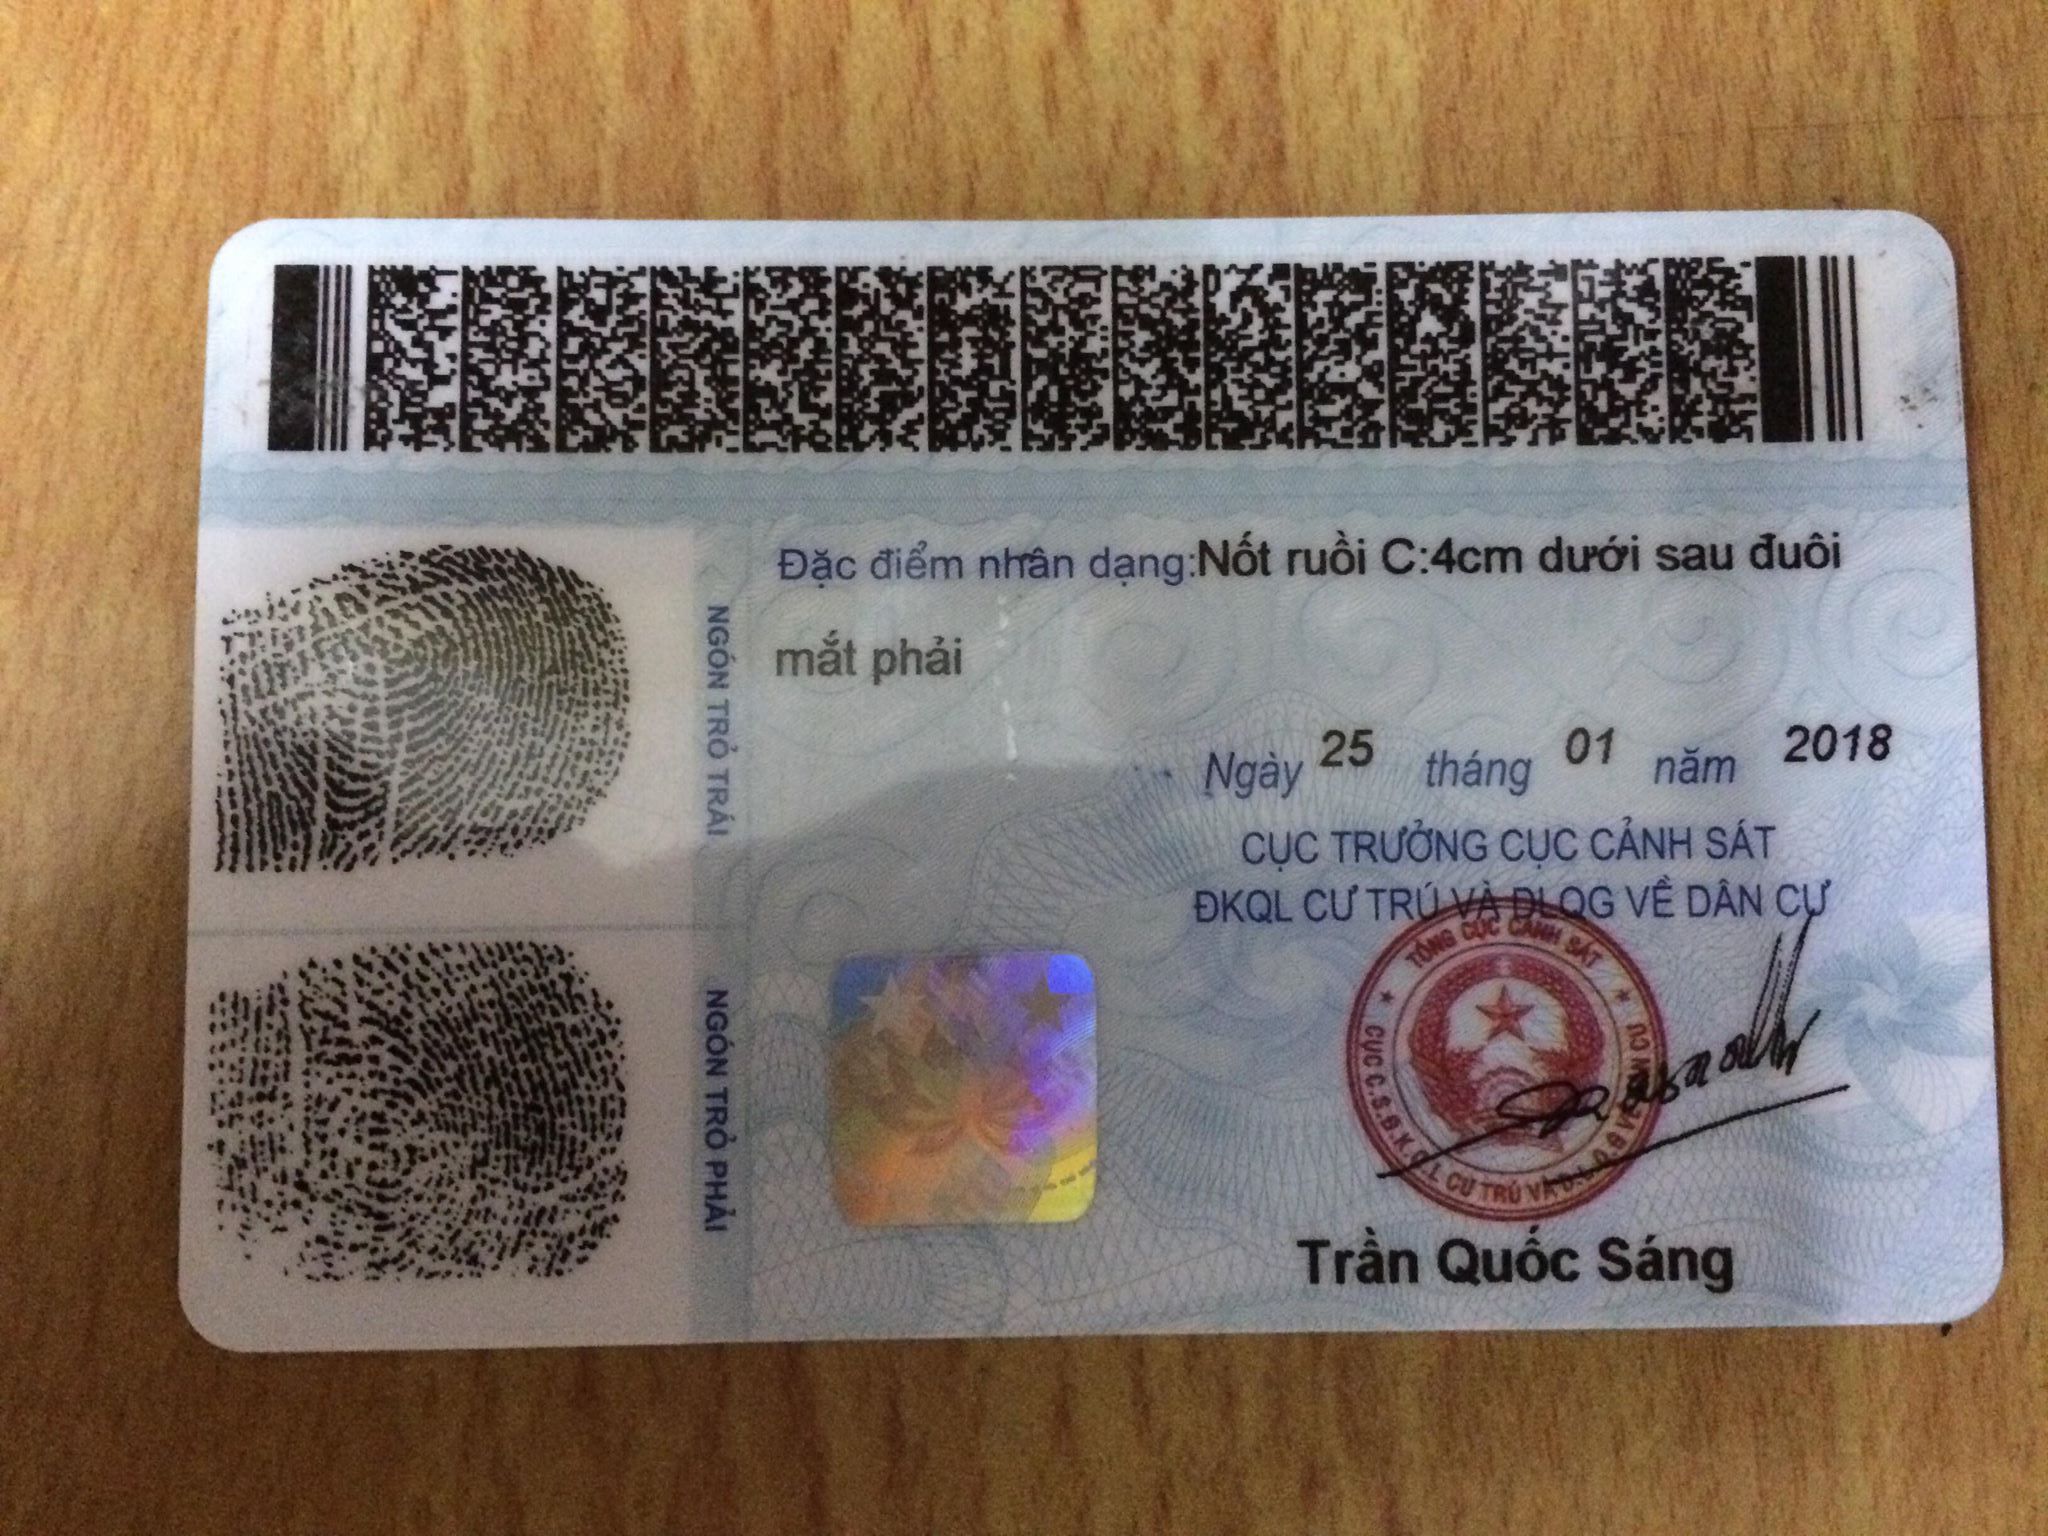 Đặc điểm nhân dạng:Nốt ruồi C:4cm dưới sau đuôi
mắt phải
NGÓN TRỎ TRÁI
NGÓN TRỎ PHẢI
Ngày 25 tháng 01 năm 2018
CỤC TRƯỞNG CỤC CẢNH SÁT
ĐKQL CƯ TRÚ VÀ DLQG VỀ DÂN CƯ
TỔNG CỤC CẢNH SÁT
CỤC C.S.Đ.K.Q.L CƯ TRÚ VÀ D.L.Q.G VỀ DÂN CƯ
Trần Quốc Sáng